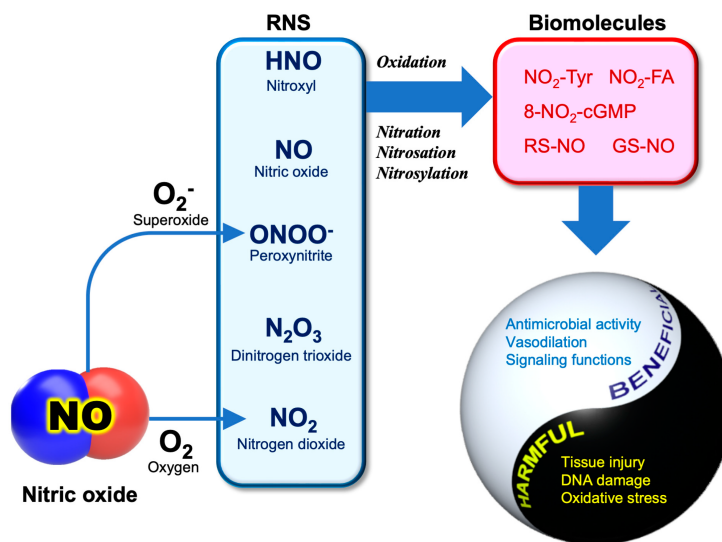 RNS
HNO
Nitroxyl
NO
Nitric oxide
ONOO⁻
Peroxynitrite
N₂O₃
Dinitrogen trioxide
NO₂
Nitrogen dioxide
O₂⁻
Superoxide
NO
O₂
Oxygen
Nitric oxide
Oxidation
Nitration
Nitrosation
Nitrosylation
Biomolecules
NO₂-Tyr NO₂-FA
8-NO₂-cGMP
RS-NO GS-NO
Antimicrobial activity
Vasodilation
Signaling functions
BENEFICIAL
HARMFUL
Tissue injury
DNA damage
Oxidative stress